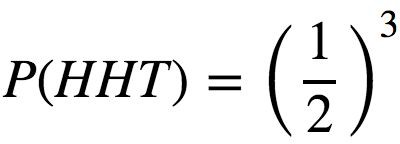 P(HHT) = (1/2)^3